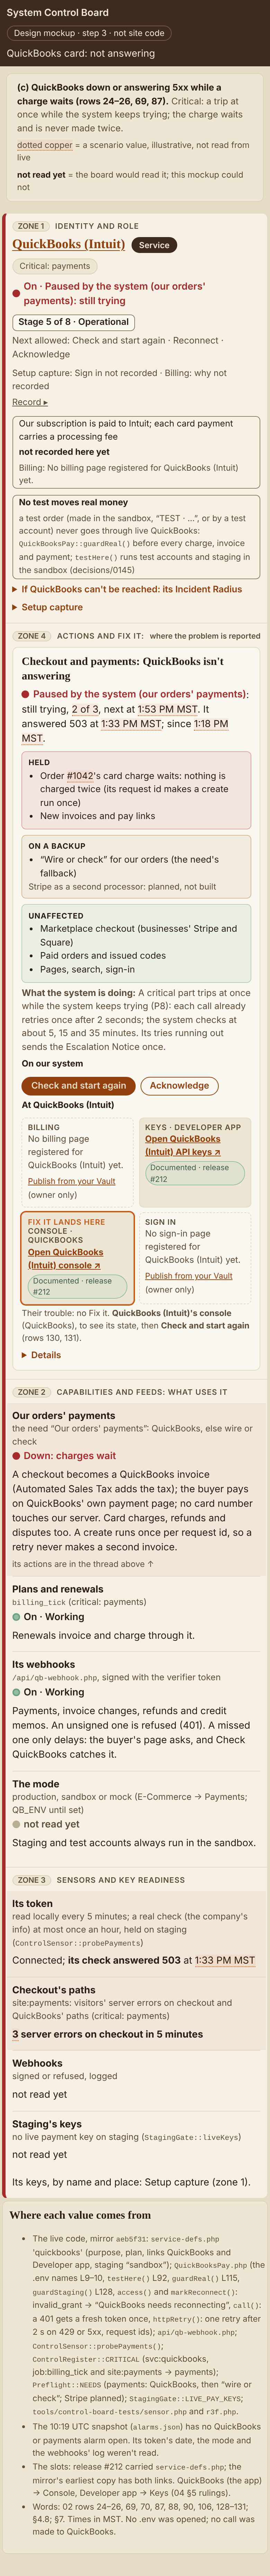 System Control Board
Design mockup · step 3 · not site code
QuickBooks card: not answering
(c) QuickBooks down or answering 5xx while a
charge waits (rows 24–26, 69, 87). Critical: a trip at
once while the system keeps trying; the charge waits
and is never made twice.
dotted copper = a scenario value, illustrative, not read from
live
not read yet = the board would read it; this mockup could
not
ZONE 1 IDENTITY AND ROLE
QuickBooks (Intuit) Service
Critical: payments
On · Paused by the system (our orders'
payments): still trying
Stage 5 of 8 · Operational
Next allowed: Check and start again · Reconnect ·
Acknowledge
Setup capture: Sign in not recorded · Billing: why not
recorded
Record ▸
Our subscription is paid to Intuit; each card payment
carries a processing fee
not recorded here yet
Billing: No billing page registered for QuickBooks (Intuit)
yet.
No test moves real money
a test order (made in the sandbox, “TEST · …”, or by a test
account) never goes through live QuickBooks:
QuickBooksPay::guardReal() before every charge, invoice
and payment; testHere() runs test accounts and staging in
the sandbox (decisions/0145)
▶ If QuickBooks can't be reached: its Incident Radius
▶ Setup capture
ZONE 4 ACTIONS AND FIX IT: where the problem is reported
Checkout and payments: QuickBooks isn't
answering
Paused by the system (our orders' payments):
still trying, 2 of 3, next at 1:53 PM MST. It
answered 503 at 1:33 PM MST; since 1:18 PM
MST.
HELD
• Order #1042's card charge waits: nothing is
charged twice (its request id makes a create
run once)
• New invoices and pay links
ON A BACKUP
• “Wire or check” for our orders (the need's
fallback)
Stripe as a second processor: planned, not built
UNAFFECTED
• Marketplace checkout (businesses' Stripe and
Square)
• Paid orders and issued codes
• Pages, search, sign-in
What the system is doing: A critical part trips at once
while the system keeps trying (P8): each call already
retries once after 2 seconds; the system checks at
about 5, 15 and 35 minutes. Its tries running out
sends the Escalation Notice once.
On our system
Check and start again Acknowledge
At QuickBooks (Intuit)
BILLING
No billing page
registered for
QuickBooks (Intuit) yet.
Publish from your Vault
(owner only)
KEYS · DEVELOPER APP
Open QuickBooks
(Intuit) API keys ↗
Documented · release
#212
FIX IT LANDS HERE
CONSOLE ·
QUICKBOOKS
Open QuickBooks
(Intuit) console ↗
Documented · release
#212
SIGN IN
No sign-in page
registered for
QuickBooks (Intuit) yet.
Publish from your Vault
(owner only)
Their trouble: no Fix it. QuickBooks (Intuit)'s console
(QuickBooks), to see its state, then Check and start again
(rows 130, 131).
▶ Details
ZONE 2 CAPABILITIES AND FEEDS: WHAT USES IT
Our orders' payments
the need “Our orders' payments”: QuickBooks, else wire or
check
Down: charges wait
A checkout becomes a QuickBooks invoice
(Automated Sales Tax adds the tax); the buyer pays
on QuickBooks' own payment page; no card number
touches our server. Card charges, refunds and
disputes too. A create runs once per request id, so a
retry never makes a second invoice.
its actions are in the thread above ↑
Plans and renewals
billing_tick (critical: payments)
On · Working
Renewals invoice and charge through it.
Its webhooks
/api/qb-webhook.php, signed with the verifier token
On · Working
Payments, invoice changes, refunds and credit
memos. An unsigned one is refused (401). A missed
one only delays: the buyer's page asks, and Check
QuickBooks catches it.
The mode
production, sandbox or mock (E-Commerce → Payments;
QB_ENV until set)
not read yet
Staging and test accounts always run in the sandbox.
ZONE 3 SENSORS AND KEY READINESS
Its token
read locally every 5 minutes; a real check (the company's
info) at most once an hour, held on staging
(ControlSensor::probePayments)
Connected; its check answered 503 at 1:33 PM MST
Checkout's paths
site:payments: visitors' server errors on checkout and
QuickBooks' paths (critical: payments)
3 server errors on checkout in 5 minutes
Webhooks
signed or refused, logged
not read yet
Staging's keys
no live payment key on staging (StagingGate::liveKeys)
not read yet
Its keys, by name and place: Setup capture (zone 1).
Where each value comes from
• The live code, mirror aeb5f31: service-defs.php
'quickbooks' (purpose, plan, links QuickBooks and
Developer app, staging “sandbox”); QuickBooksPay.php (the
.env names L9–10, testHere() L92, guardReal() L115,
guardStaging() L128, access() and markReconnect():
invalid_grant → “QuickBooks needs reconnecting”, call():
a 401 gets a fresh token once, httpRetry(): one retry after
2 s on 429 or 5xx, request ids); api/qb-webhook.php;
ControlSensor::probePayments();
ControlRegister::CRITICAL (svc:quickbooks,
job:billing_tick and site:payments → payments);
Preflight::NEEDS (payments: QuickBooks, then “wire or
check”; Stripe planned); StagingGate::LIVE_PAY_KEYS;
tools/control-board-tests/sensor.php and r3f.php.
• The 10:19 UTC snapshot (alarms.json) has no QuickBooks
or payments alarm open. Its token's date, the mode and
the webhooks' log weren't read.
• The slots: release #212 carried service-defs.php; the
mirror's earliest copy has both links. QuickBooks (the app)
→ Console, Developer app → Keys (04 §5 rulings).
• Words: 02 rows 24–26, 69, 70, 87, 88, 90, 106, 128–131;
§4.8; §7. Times in MST. No .env was opened; no call was
made to QuickBooks.